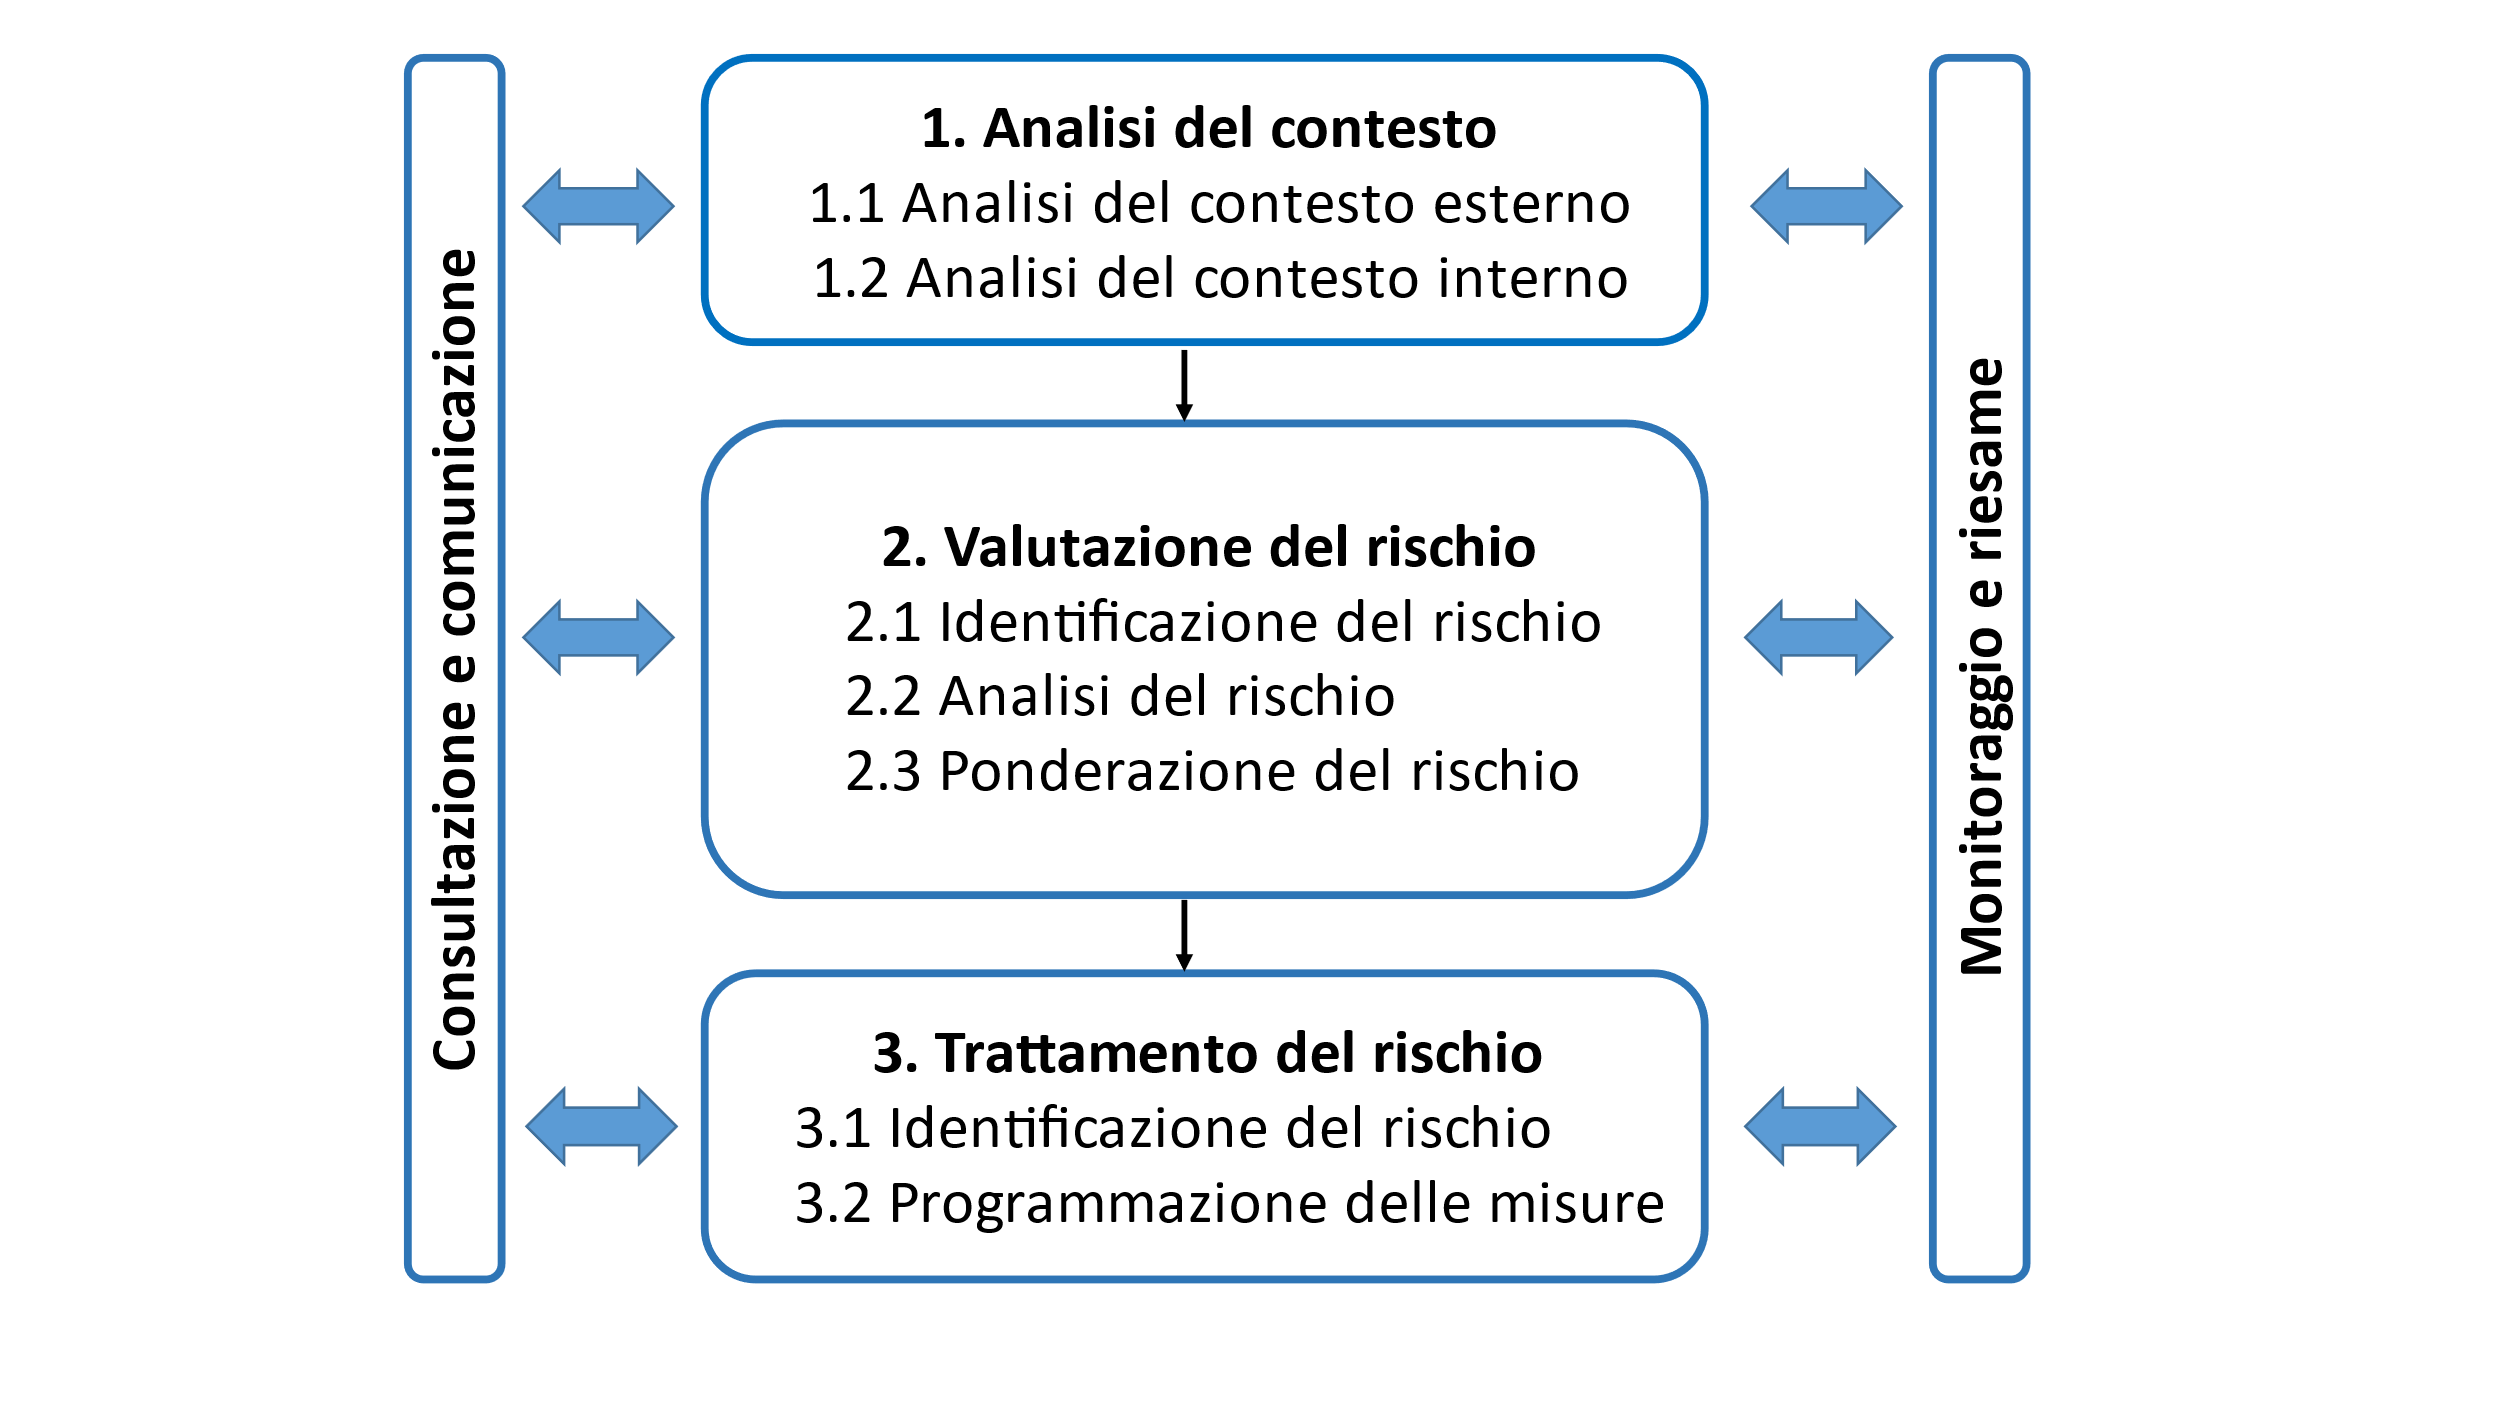 Consultazione e comunicazione
1. Analisi del contesto
1.1 Analisi del contesto esterno
1.2 Analisi del contesto interno
2. Valutazione del rischio
2.1 Identificazione del rischio
2.2 Analisi del rischio
2.3 Ponderazione del rischio
3. Trattamento del rischio
3.1 Identificazione del rischio
3.2 Programmazione delle misure
Monitoraggio e riesame